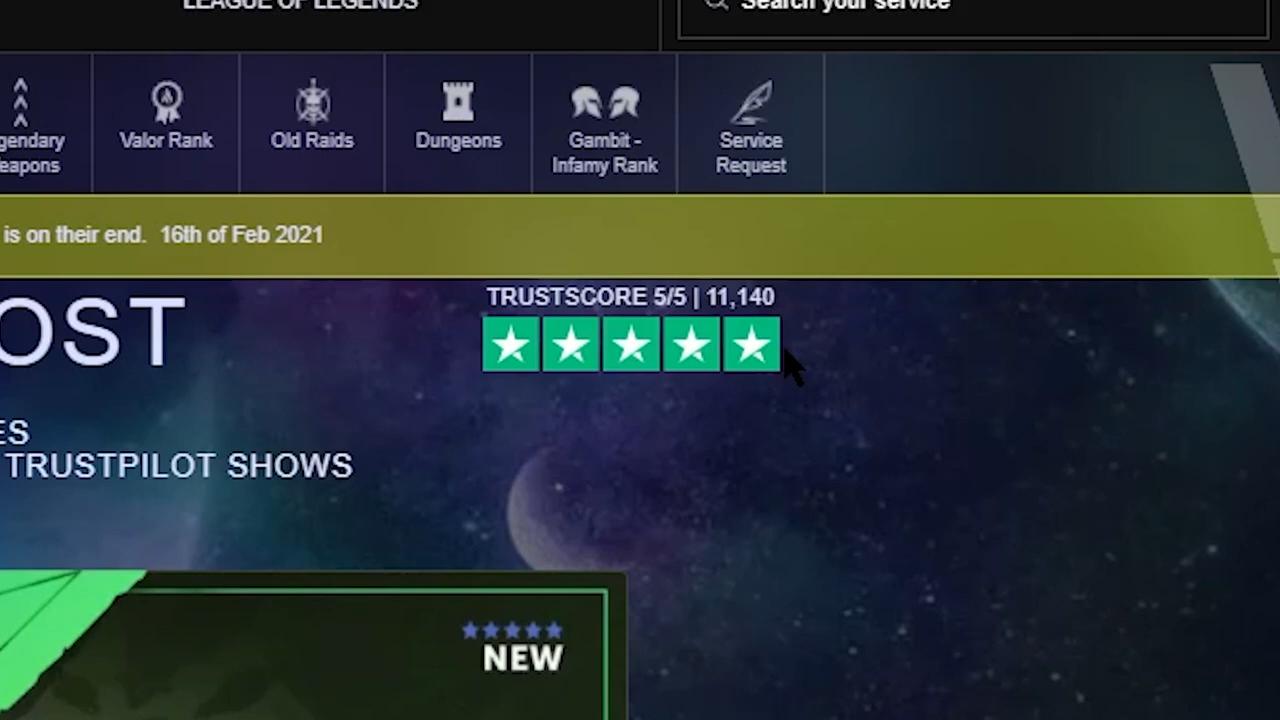 LEAGUE OF LEGENDS
Search your service
gendary
eapons
Valor Rank
Old Raids
Dungeons
Gambit -
Infamy Rank
Service
Request
is on their end. 16th of Feb 2021
OST
TRUSTSCORE 5/5 | 11,140
ES
TRUSTPILOT SHOWS
NEW